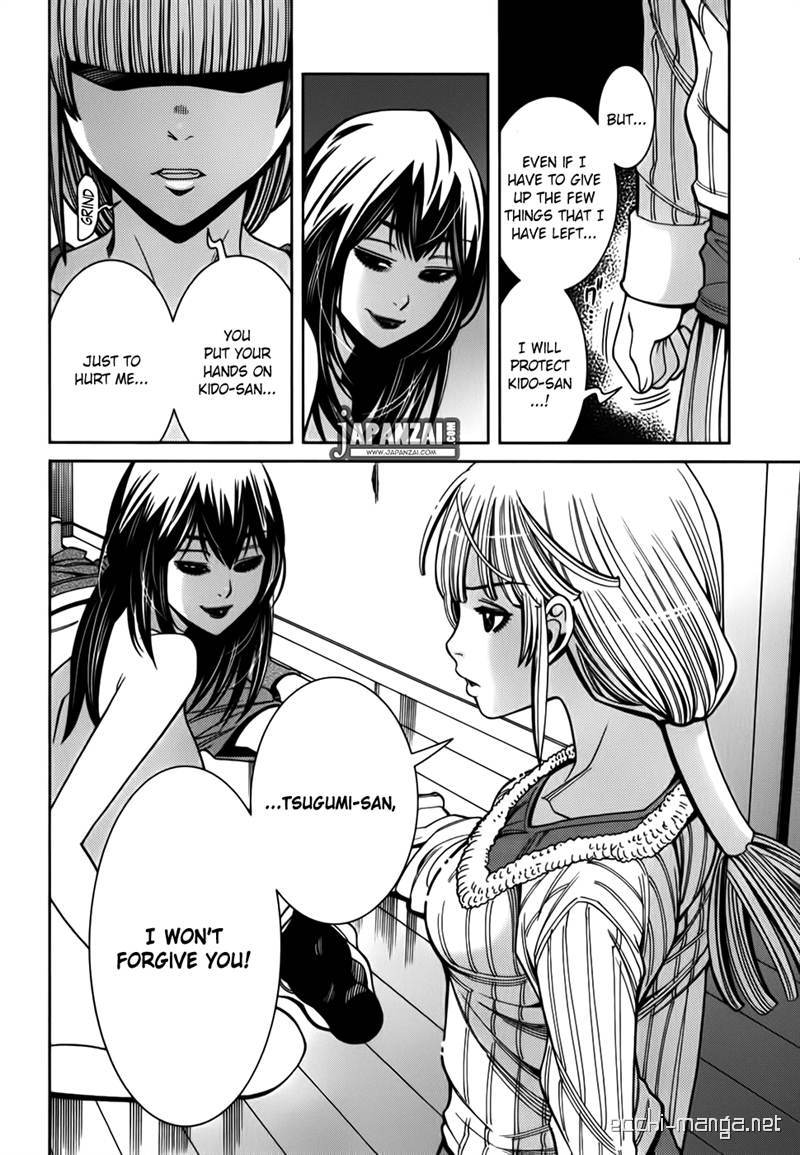 BUT...
EVEN IF I
HAVE TO GIVE
UP THE FEW
THINGS THAT I
HAVE LEFT...
I WILL
PROTECT
KIDO-SAN
...!
YOU
PUT YOUR
HANDS ON
KIDO-SAN...
JUST TO
HURT ME...
GRIND
JAPANZAI.COM
WWW.JAPANZAI.COM
...TSUGUMI-SAN,
I WON'T
FORGIVE YOU!
ecchi-manga.net